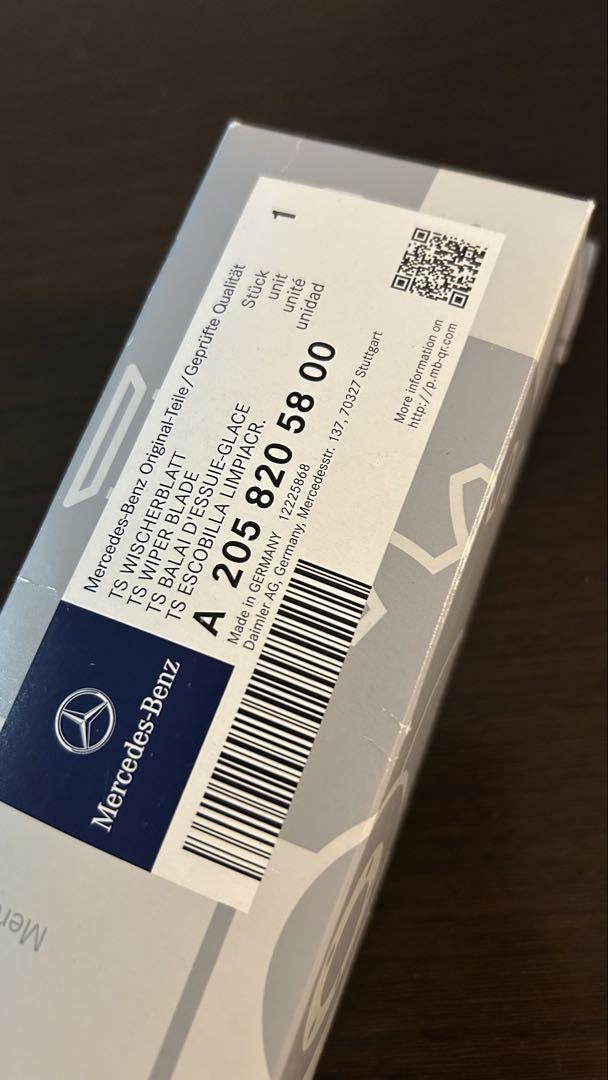 Mercedes-Benz Original-Teile/Geprüfte Qualität
TS WISCHERBLATT
TS WIPER BLADE
TS BALAI D'ESSUIE-GLACE
TS ESCOBILLA LIMPIACR.
Stück
unit
unité
unidad
1
A 205 820 58 00
Made in GERMANY 12225868
Daimler AG, Germany, Mercedesstr. 137, 70327 Stuttgart
More information on
http://p.mb-qr.com
Mercedes-Benz
Mer